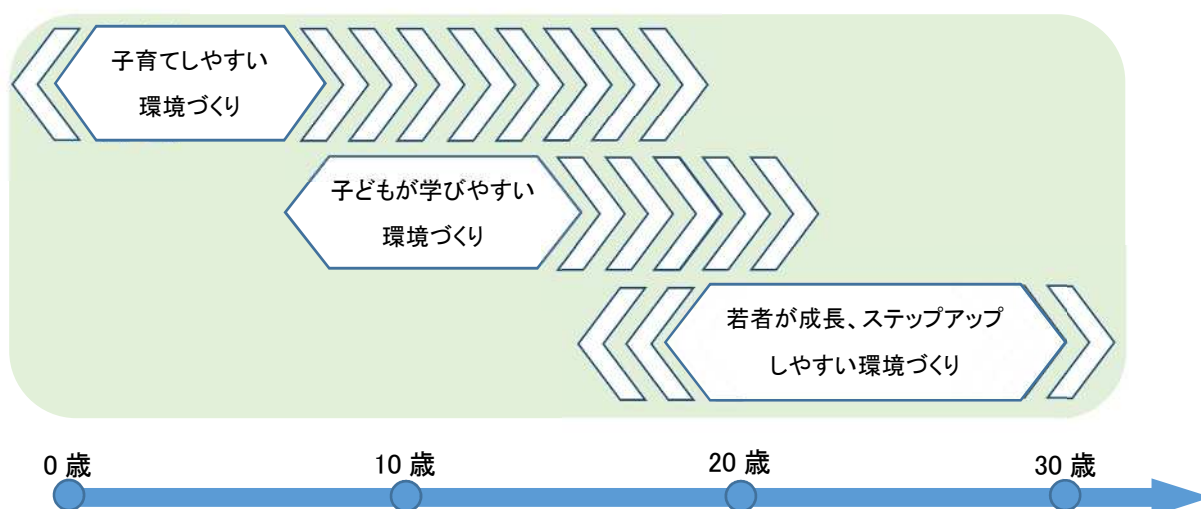 子育てしやすい
環境づくり
子どもが学びやすい
環境づくり
若者が成長、ステップアップ
しやすい環境づくり
0 歳
10 歳
20 歳
30 歳